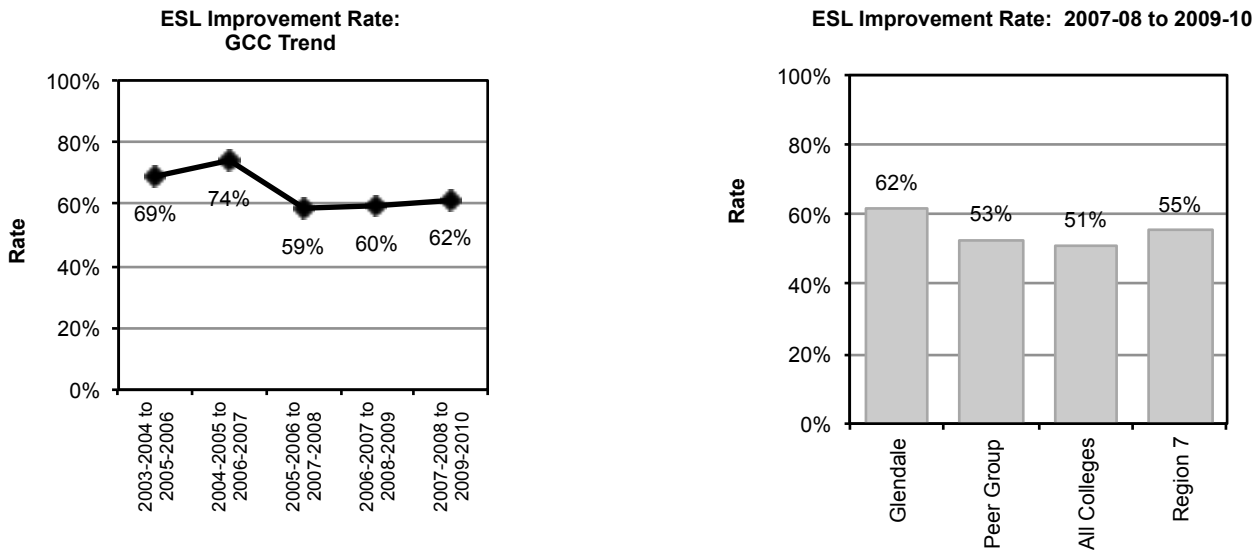 ESL Improvement Rate:
GCC Trend
100%
80%
60%
40%
20%
0%
Rate
69%
74%
59%
60%
62%
2003-2004 to
2005-2006
2004-2005 to
2006-2007
2005-2006 to
2007-2008
2006-2007 to
2008-2009
2007-2008 to
2009-2010
ESL Improvement Rate: 2007-08 to 2009-10
100%
80%
60%
40%
20%
0%
Rate
62%
53%
51%
55%
Glendale
Peer Group
All Colleges
Region 7